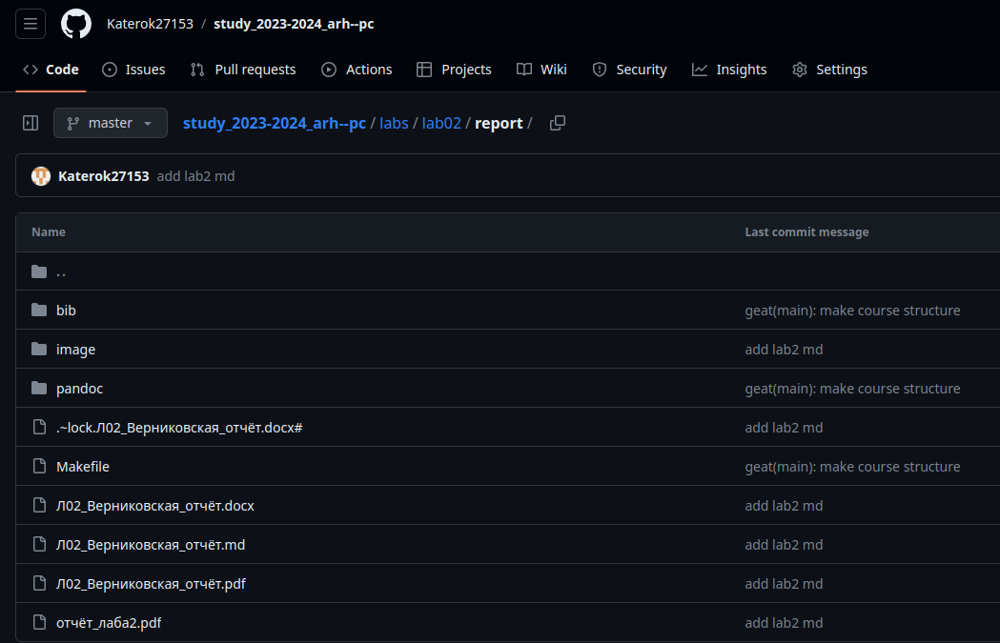 Katerok27153 / study_2023-2024_arh--pc
Code Issues Pull requests Actions Projects Wiki Security Insights Settings
master study_2023-2024_arh--pc / labs / lab02 / report /
Katerok27153 add lab2 md
Name Last commit message
..
bib geat(main): make course structure
image add lab2 md
pandoc geat(main): make course structure
.~lock.Л02_Верниковская_отчёт.docx# add lab2 md
Makefile geat(main): make course structure
Л02_Верниковская_отчёт.docx add lab2 md
Л02_Верниковская_отчёт.md add lab2 md
Л02_Верниковская_отчёт.pdf add lab2 md
отчёт_лаба2.pdf add lab2 md